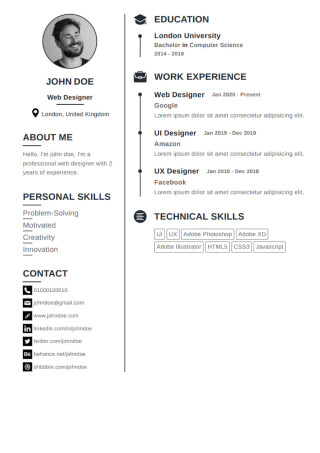 JOHN DOE
Web Designer
London, United Kingdom
ABOUT ME
Hello, I'm john doe, I'm a
professional web designer with 2
years of experience.
PERSONAL SKILLS
Problem-Solving
Motivated
Creativity
Innovation
CONTACT
01000100010
johndoe@gmail.com
www.johndoe.com
linkedin.com/in/johndoe
twitter.com/johndoe
behance.net/johndoe
dribbble.com/johndoe
EDUCATION
London University
Bachelor in Computer Science
2014 - 2018
WORK EXPERIENCE
Web Designer Jan 2020 - Present
Google
Lorem ipsum dolor sit amet consectetur adipisicing elit.
UI Designer Jan 2019 - Dec 2019
Amazon
Lorem ipsum dolor sit amet consectetur adipisicing elit.
UX Designer Jan 2018 - Dec 2018
Facebook
Lorem ipsum dolor sit amet consectetur adipisicing elit.
TECHNICAL SKILLS
UI UX Adobe Photoshop Adobe XD
Adobe Illustrator HTML5 CSS3 Javascript